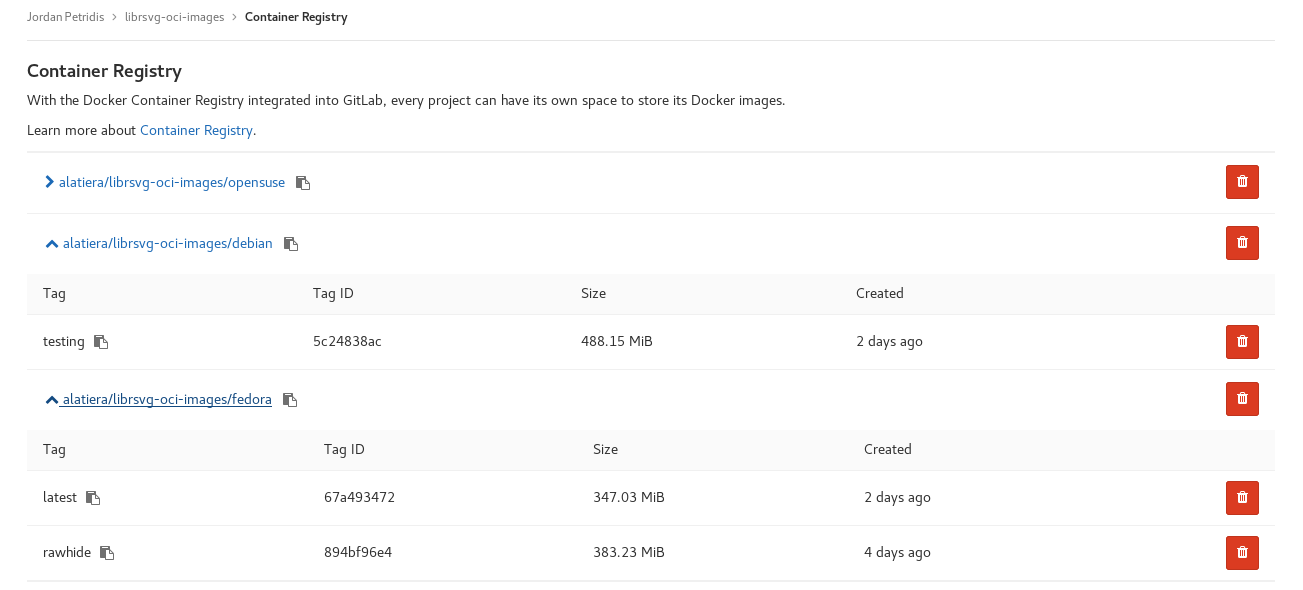 Jordan Petridis > librsvg-oci-images > Container Registry
Container Registry
With the Docker Container Registry integrated into GitLab, every project can have its own space to store its Docker images.
Learn more about Container Registry.
alatiera/librsvg-oci-images/opensuse
alatiera/librsvg-oci-images/debian
Tag Tag ID Size Created
testing 5c24838ac 488.15 MiB 2 days ago
alatiera/librsvg-oci-images/fedora
Tag Tag ID Size Created
latest 67a493472 347.03 MiB 2 days ago
rawhide 894bf96e4 383.23 MiB 4 days ago